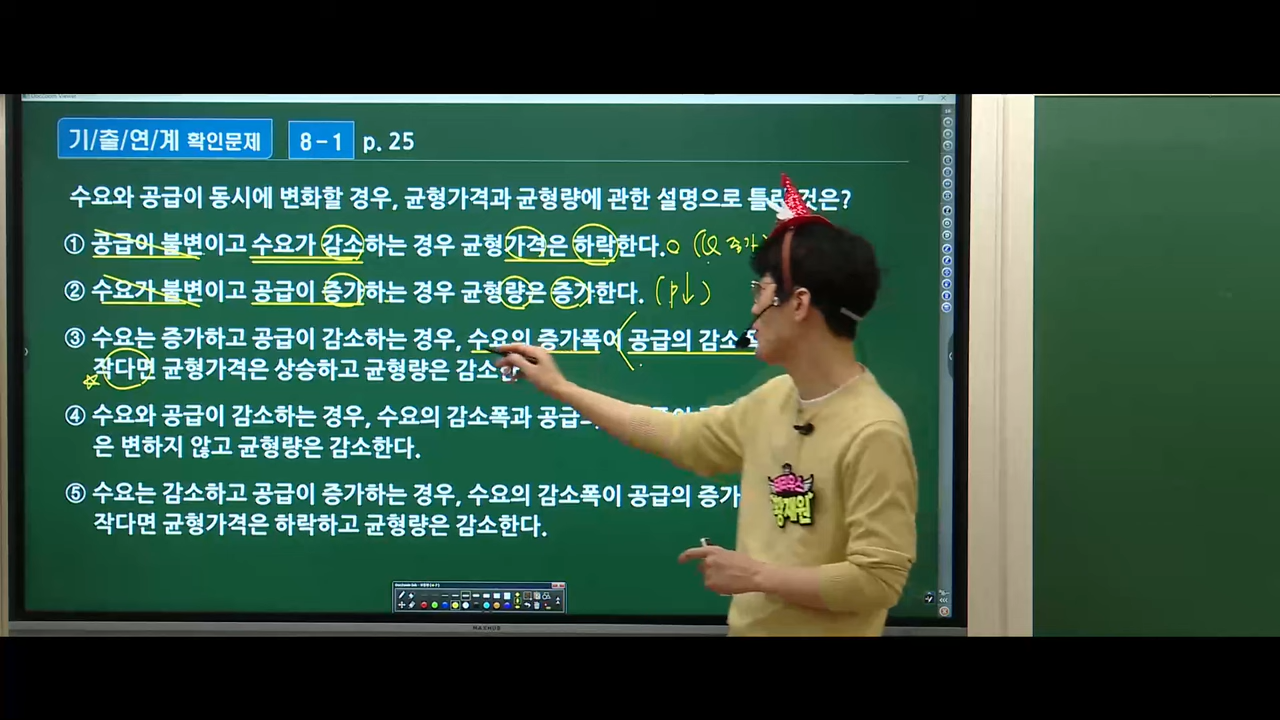 기/출/연/계 확인문제 8-1 p. 25
수요와 공급이 동시에 변화할 경우, 균형가격과 균형량에 관한 설명으로 틀린 것은?
① 공급이 불변이고 수요가 감소하는 경우 균형가격은 하락한다. o (Q
② 수요가 불변이고 공급이 증가하는 경우 균형량은 증가한다. (P↓)
③ 수요는 증가하고 공급이 감소하는 경우, 수요의 증가폭이 공급의 감소
작다면 균형가격은 상승하고 균형량은 감소
④ 수요와 공급이 감소하는 경우, 수요의 감소폭과
은 변하지 않고 균형량은 감소한다.
⑤ 수요는 감소하고 공급이 증가하는 경우, 수요의 감소폭이 공급의 증가
작다면 균형가격은 하락하고 균형량은 감소한다.